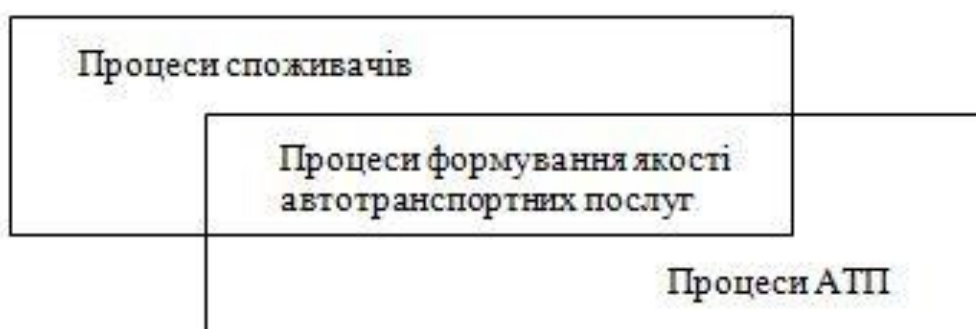 Процеси споживачів
Процеси формування якості
автотранспортних послуг
Процеси АТП